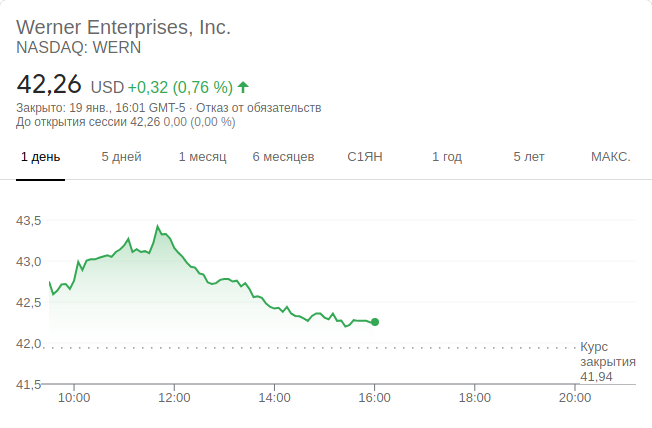 Werner Enterprises, Inc.
NASDAQ: WERN
42,26 USD +0,32 (0,76 %)
Закрыто: 19 янв., 16:01 GMT-5 · Отказ от обязательств
До открытия сессии 42,26 0,00 (0,00 %)
1 день 5 дней 1 месяц 6 месяцев С1ЯН 1 год 5 лет МАКС.
43,5
43,0
42,5
42,0
Курс
закрытия
41,94
41,5
10:00 12:00 14:00 16:00 18:00 20:00